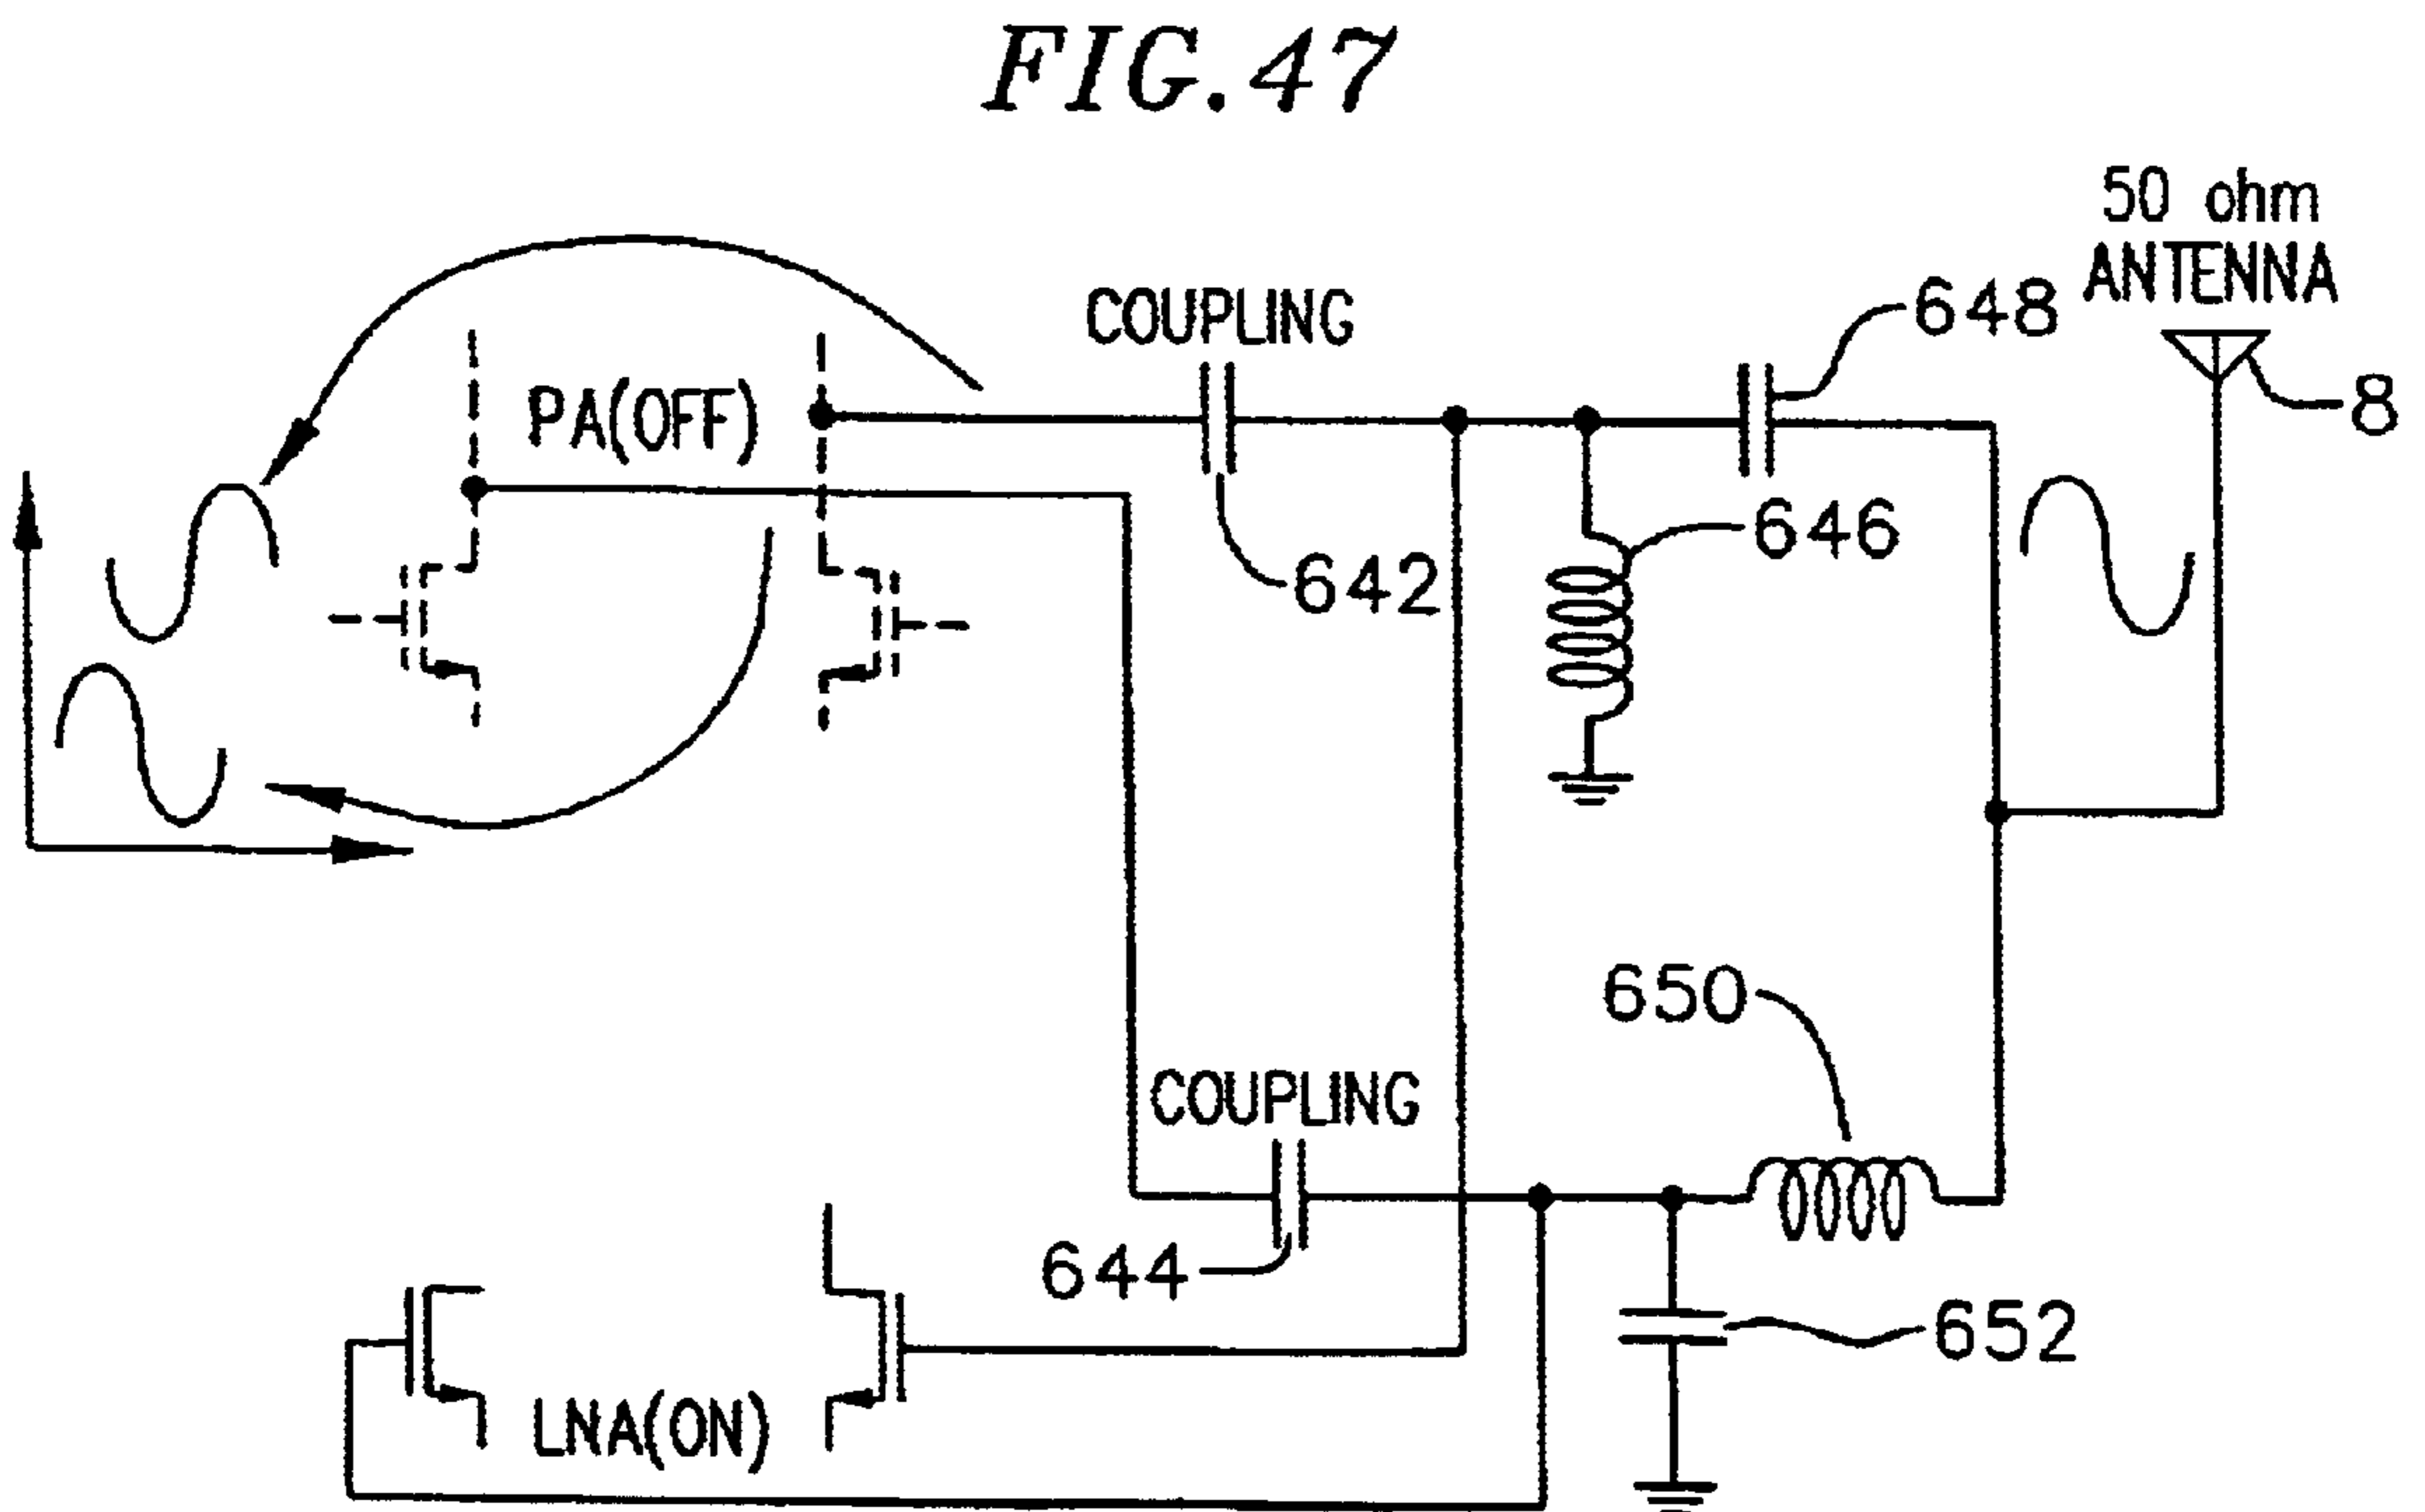 FIG.47
50 ohm
ANTENNA
648
COUPLING
8
PA(OFF)
646
642
650
COUPLING
644
652
LNA(ON)